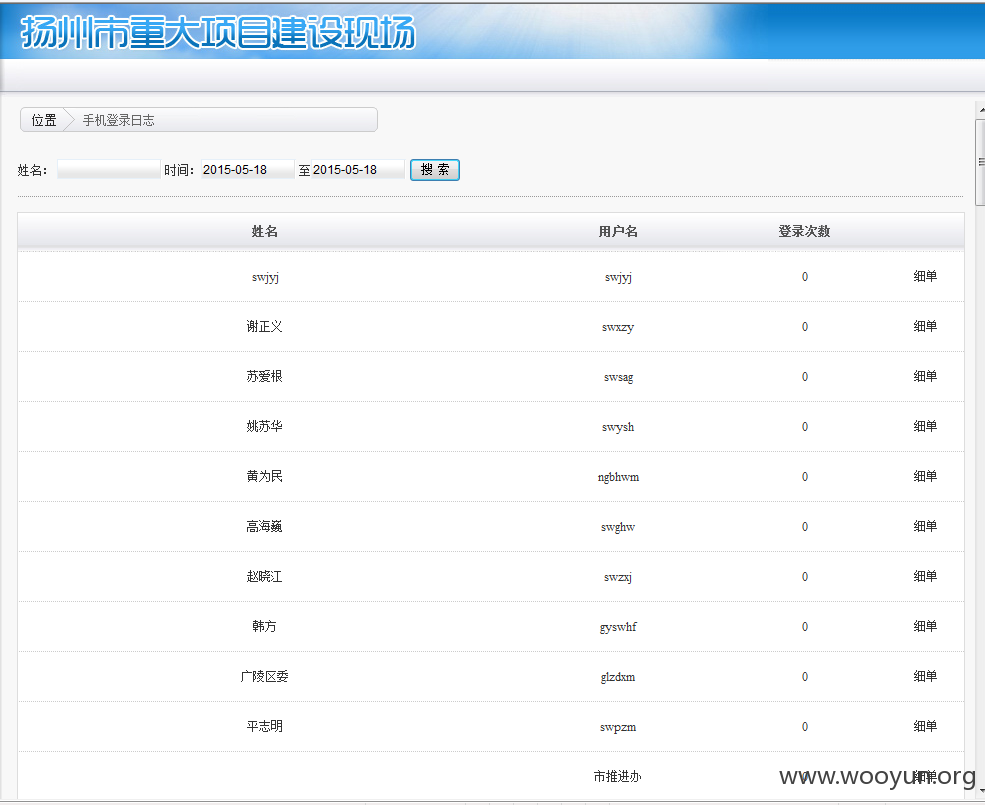 扬州市重大项目建设现场
位置 手机登录日志
姓名: 时间: 2015-05-18 至 2015-05-18 搜 索
姓名 用户名 登录次数
swjyj swjyj 0 细单
谢正义 swxzy 0 细单
苏爱根 swsag 0 细单
姚苏华 swysh 0 细单
黄为民 ngbhwm 0 细单
高海巍 swghw 0 细单
赵晓江 swzxj 0 细单
韩方 gyswhf 0 细单
广陵区委 glzdxm 0 细单
平志明 swpzm 0 细单
市推进办 0 细单
www.wooyun.org